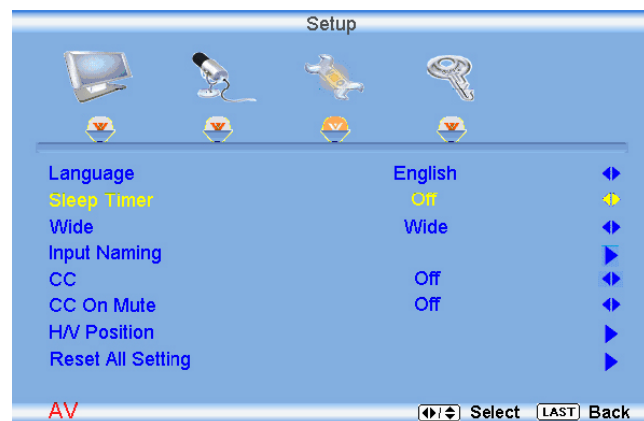 Setup
Language English
Sleep Timer Off
Wide Wide
Input Naming
CC Off
CC On Mute Off
H/V Position
Reset All Setting
AV / Select LAST Back